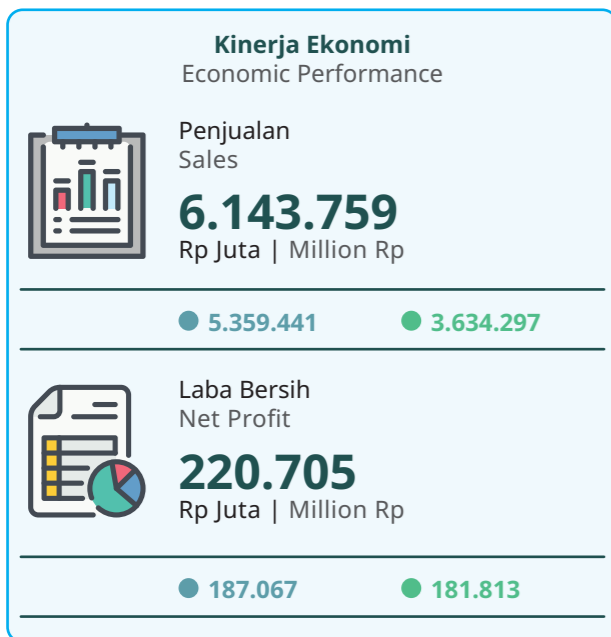 Kinerja Ekonomi
Economic Performance
Penjualan
Sales
6.143.759
Rp Juta | Million Rp
5.359.441 3.634.297
Laba Bersih
Net Profit
220.705
Rp Juta | Million Rp
187.067 181.813